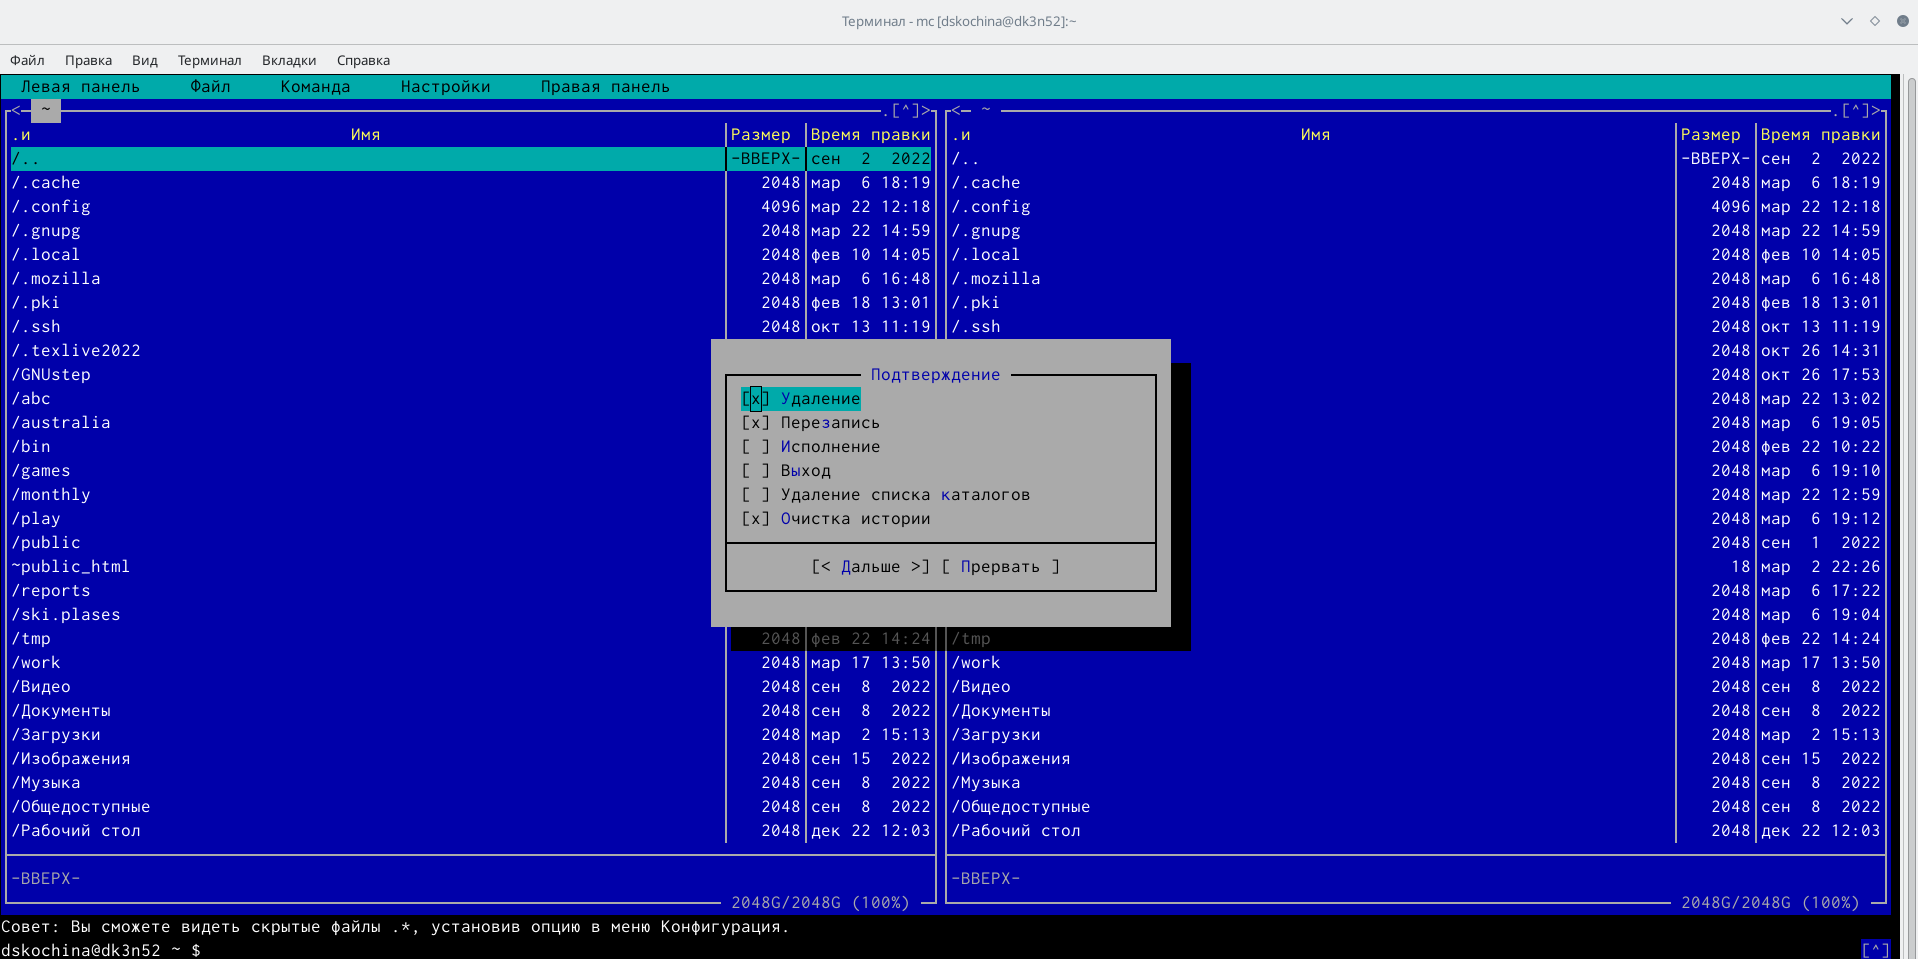 Терминал - mc [dskochina@dk3n52]:~
Файл Правка Вид Терминал Вкладки Справка
Левая панель Файл Команда Настройки Правая панель
<- ~ .[^]> <- ~ .[^]>
.и Имя Размер Время правки .и Имя Размер Время правки
/.. -ВВЕРХ- сен 2 2022 /.. -ВВЕРХ- сен 2 2022
/.cache 2048 мар 6 18:19 /.cache 2048 мар 6 18:19
/.config 4096 мар 22 12:18 /.config 4096 мар 22 12:18
/.gnupg 2048 мар 22 14:59 /.gnupg 2048 мар 22 14:59
/.local 2048 фев 10 14:05 /.local 2048 фев 10 14:05
/.mozilla 2048 мар 6 16:48 /.mozilla 2048 мар 6 16:48
/.pki 2048 фев 18 13:01 /.pki 2048 фев 18 13:01
/.ssh 2048 окт 13 11:19 /.ssh 2048 окт 13 11:19
/.texlive2022 2048 окт 26 14:31
/GNUstep Подтверждение 2048 окт 26 17:53
/abc [x] Удаление 2048 мар 22 13:02
/australia [x] Перезапись 2048 мар 6 19:05
/bin [ ] Исполнение 2048 фев 22 10:22
/games [ ] Выход 2048 мар 6 19:10
/monthly [ ] Удаление списка каталогов 2048 мар 22 12:59
/play [x] Очистка истории 2048 мар 6 19:12
/public 2048 сен 1 2022
~public_html [< Дальше >] [ Прервать ] 18 мар 2 22:26
/reports 2048 мар 6 17:22
/ski.plases 2048 мар 6 19:04
/tmp 2048 фев 22 14:24 /tmp 2048 фев 22 14:24
/work 2048 мар 17 13:50 /work 2048 мар 17 13:50
/Видео 2048 сен 8 2022 /Видео 2048 сен 8 2022
/Документы 2048 сен 8 2022 /Документы 2048 сен 8 2022
/Загрузки 2048 мар 2 15:13 /Загрузки 2048 мар 2 15:13
/Изображения 2048 сен 15 2022 /Изображения 2048 сен 15 2022
/Музыка 2048 сен 8 2022 /Музыка 2048 сен 8 2022
/Общедоступные 2048 сен 8 2022 /Общедоступные 2048 сен 8 2022
/Рабочий стол 2048 дек 22 12:03 /Рабочий стол 2048 дек 22 12:03
-ВВЕРХ- -ВВЕРХ-
2048G/2048G (100%) 2048G/2048G (100%)
Совет: Вы сможете видеть скрытые файлы .*, установив опцию в меню Конфигурация.
dskochina@dk3n52 ~ $ [^]